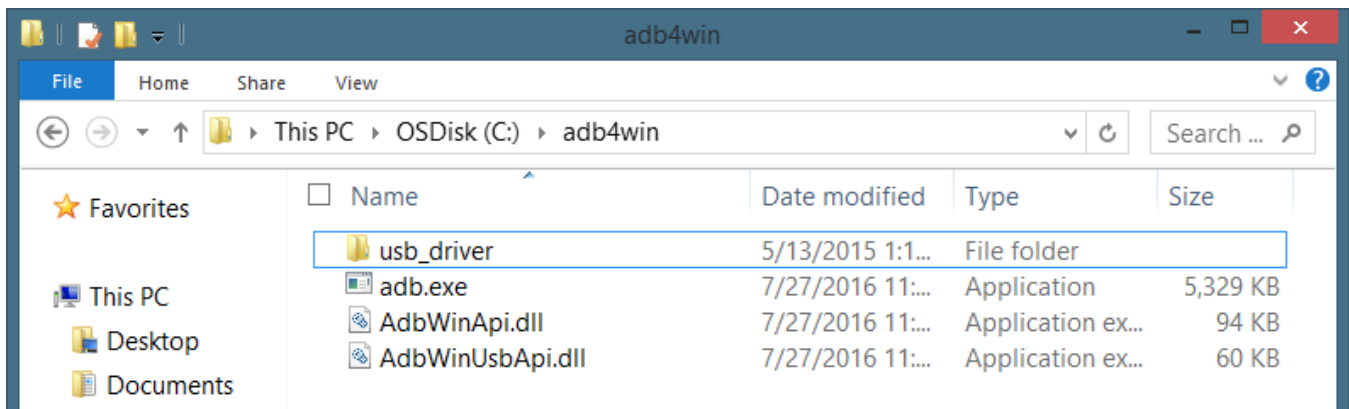 adb4win
File Home Share View
This PC OSDisk (C:) adb4win Search ...
Favorites
This PC
Desktop
Documents
Name Date modified Type Size
usb_driver 5/13/2015 1:1... File folder
adb.exe 7/27/2016 11:... Application 5,329 KB
AdbWinApi.dll 7/27/2016 11:... Application ex... 94 KB
AdbWinUsbApi.dll 7/27/2016 11:... Application ex... 60 KB